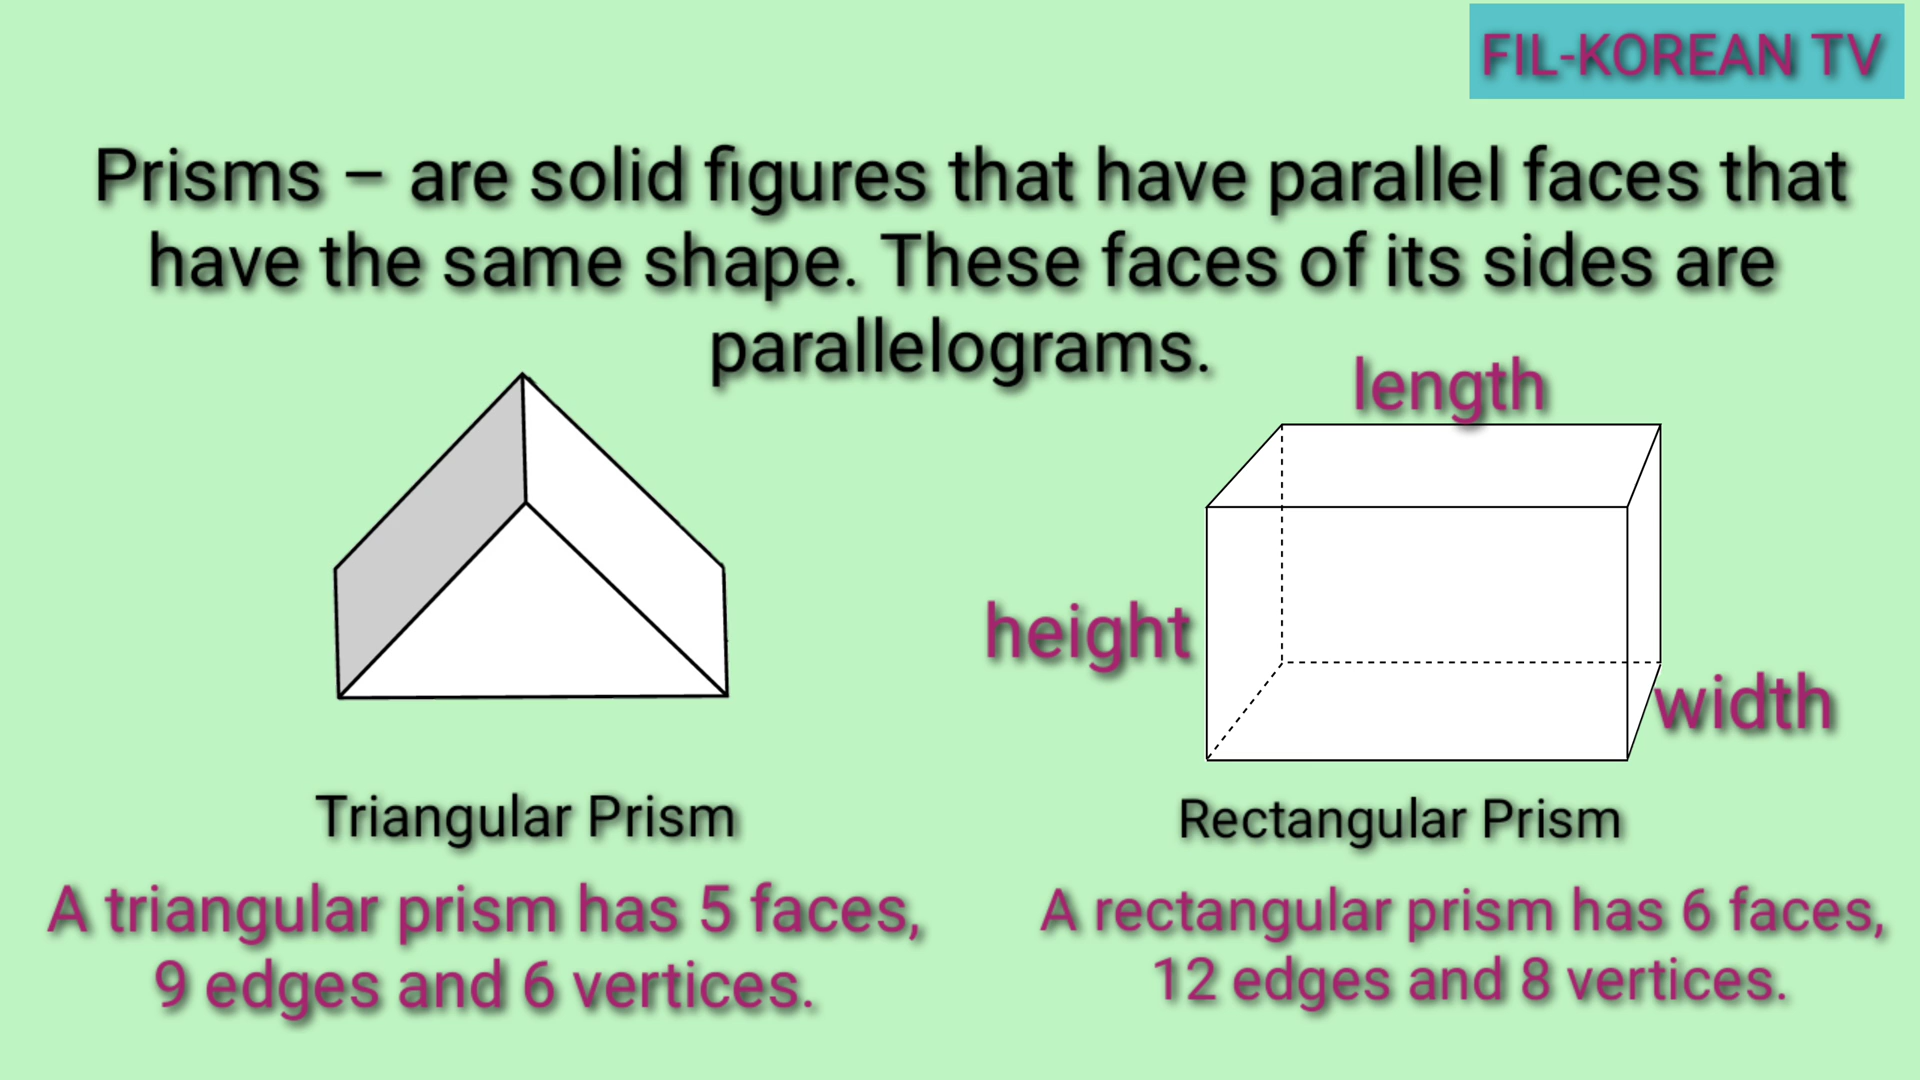 FIL-KOREAN TV
Prisms – are solid figures that have parallel faces that
have the same shape. These faces of its sides are
parallelograms.
length
height
width
Triangular Prism
Rectangular Prism
A triangular prism has 5 faces,
9 edges and 6 vertices.
A rectangular prism has 6 faces,
12 edges and 8 vertices.